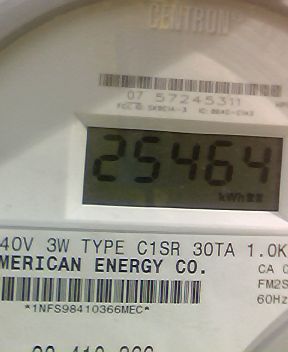 CENTRON
07 57245311
25464
kWh
40V 3W TYPE C1SR 30TA 1.0K
MERICAN ENERGY CO.
CA 0
FM2S
60Hz
*1NFS98410366MEC*